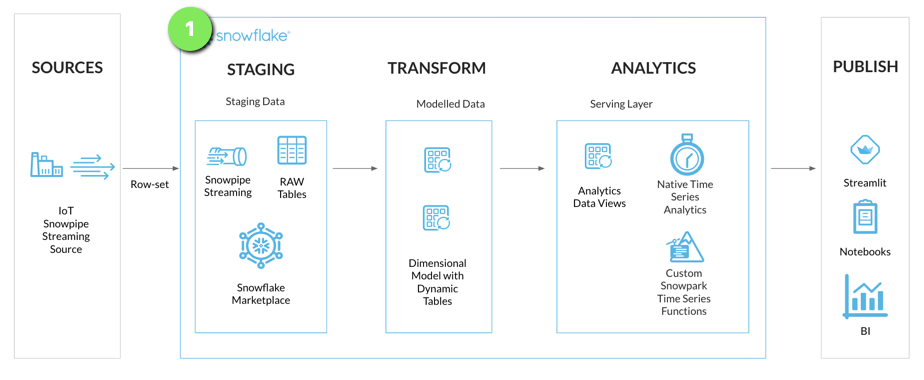 1
snowflake®
SOURCES
IoT
Snowpipe
Streaming
Source
Row-set
STAGING
Staging Data
Snowpipe
Streaming
RAW
Tables
Snowflake
Marketplace
TRANSFORM
Modelled Data
Dimensional
Model with
Dynamic
Tables
ANALYTICS
Serving Layer
Analytics
Data Views
Native Time
Series
Analytics
Custom
Snowpark
Time Series
Functions
PUBLISH
Streamlit
Notebooks
BI